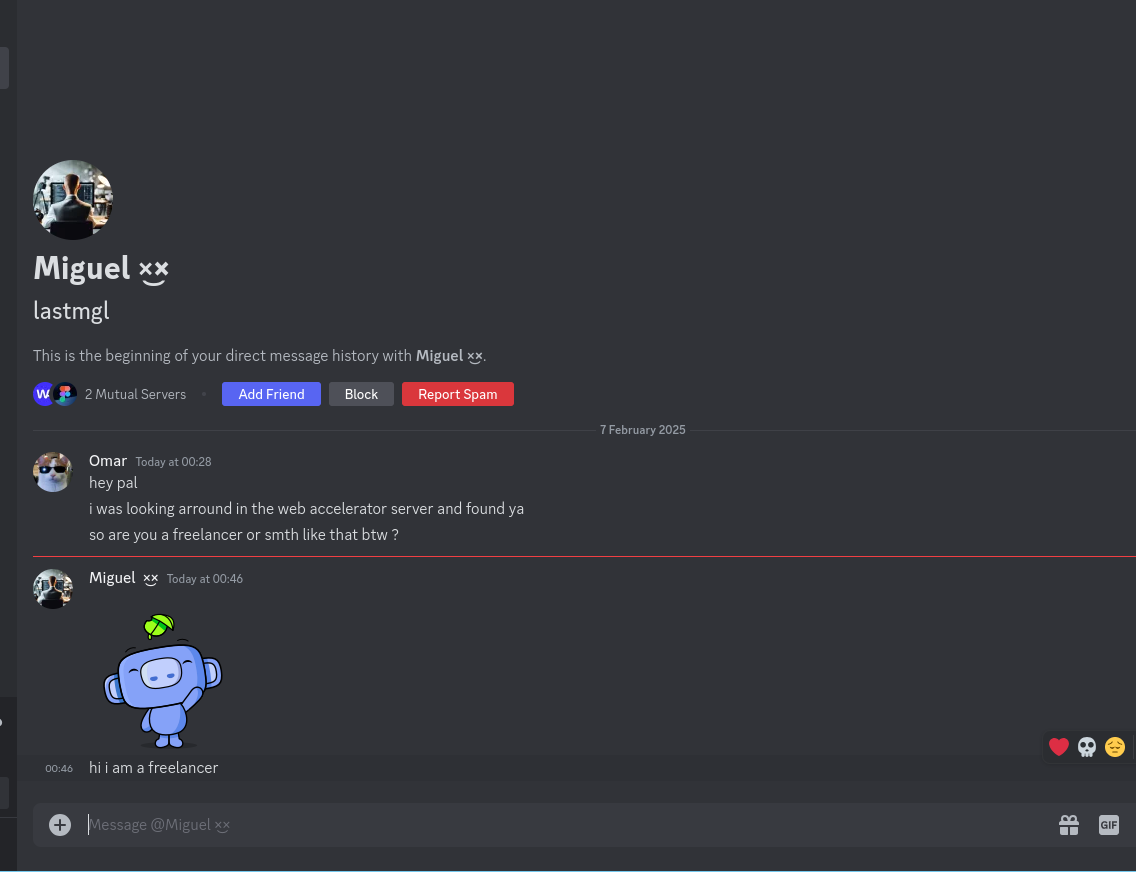 Miguel
lastmgl
This is the beginning of your direct message history with Miguel .
W 2 Mutual Servers • Add Friend Block Report Spam
7 February 2025
Omar Today at 00:28
hey pal
i was looking arround in the web accelerator server and found ya
so are you a freelancer or smth like that btw ?
Miguel Today at 00:46
00:46 hi i am a freelancer
Message @Miguel
GIF